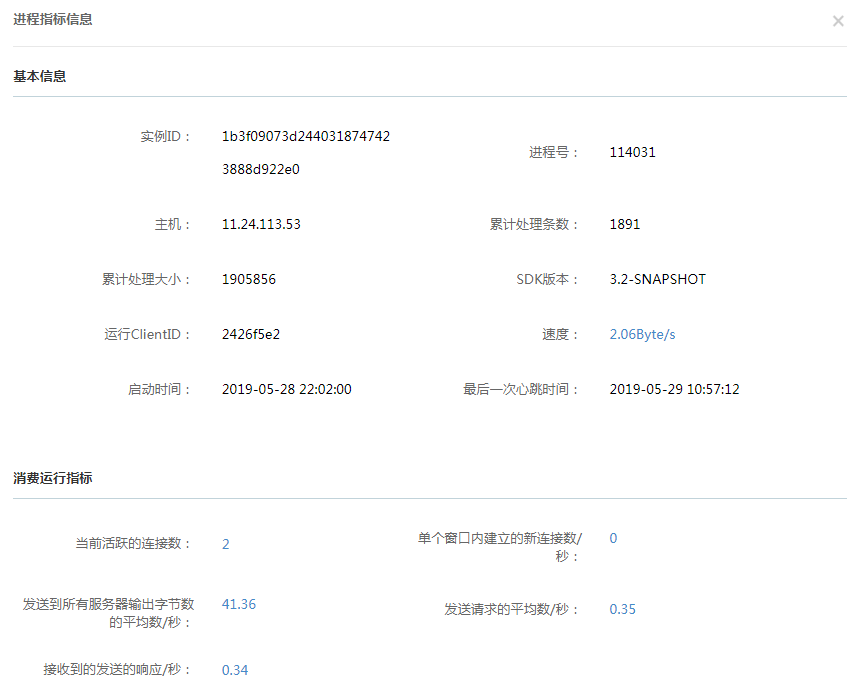 进程指标信息
基本信息
实例ID：
1b3f09073d244031874742
3888d922e0
进程号：
114031
主机：
11.24.113.53
累计处理条数：
1891
累计处理大小：
1905856
SDK版本：
3.2-SNAPSHOT
运行ClientID：
2426f5e2
速度：
2.06Byte/s
启动时间：
2019-05-28 22:02:00
最后一次心跳时间：
2019-05-29 10:57:12
消费运行指标
当前活跃的连接数：
2
单个窗口内建立的新连接数/
秒：
0
发送到所有服务器输出字节数
的平均数/秒：
41.36
发送请求的平均数/秒：
0.35
接收到的发送的响应/秒：
0.34